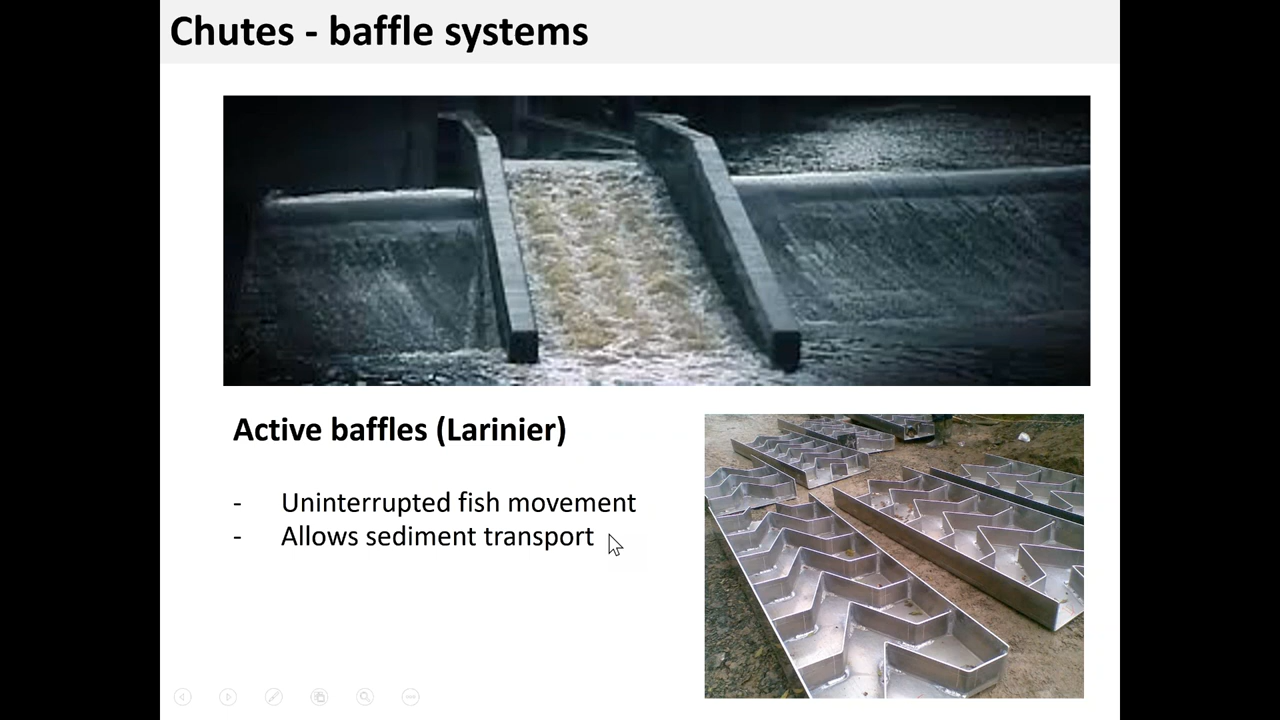 Chutes - baffle systems
Active baffles (Larinier)
- Uninterrupted fish movement
- Allows sediment transport